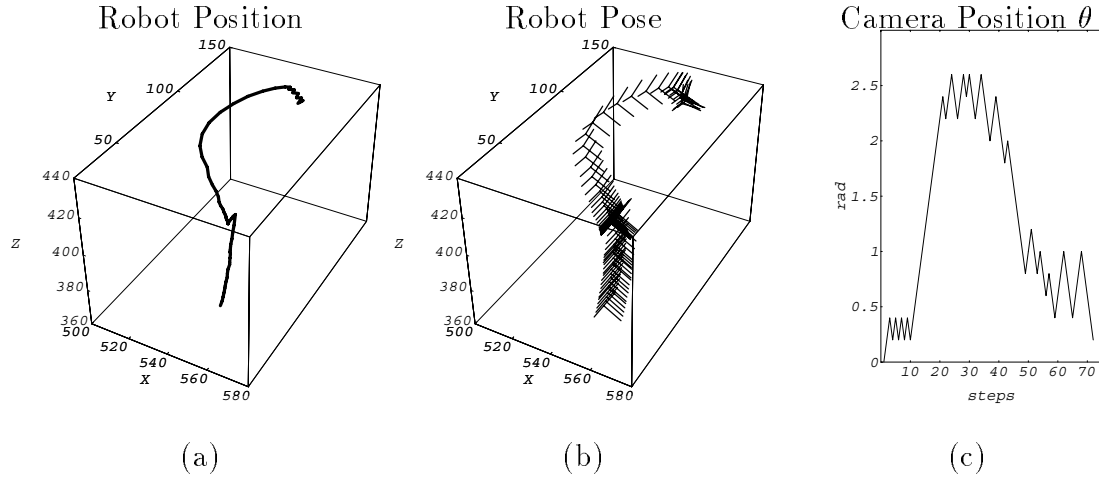 Robot Position
150
100
50
Y
440
420
400
380
360
Z
500
520
540
560
580
X
(a)
Robot Pose
150
100
50
Y
440
420
400
380
360
Z
500
520
540
560
580
X
(b)
Camera Position θ
2.5
2
1.5
1
0.5
0
rad
10 20 30 40 50 60 70
steps
(c)